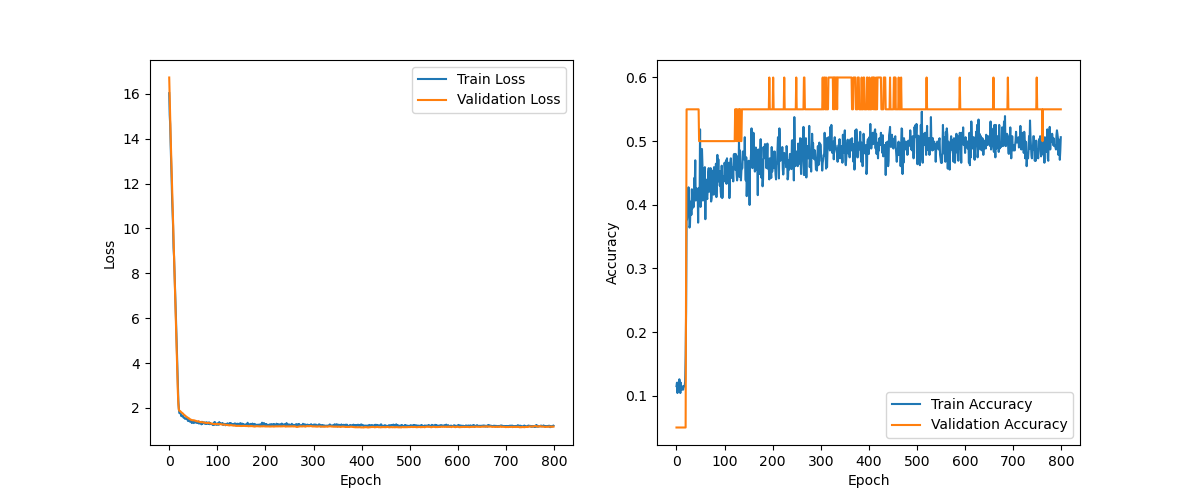 Train Loss
Validation Loss
16
14
12
10
8
6
4
2
Loss
0 100 200 300 400 500 600 700 800
Epoch
0.6
0.5
0.4
0.3
0.2
0.1
Accuracy
Train Accuracy
Validation Accuracy
0 100 200 300 400 500 600 700 800
Epoch